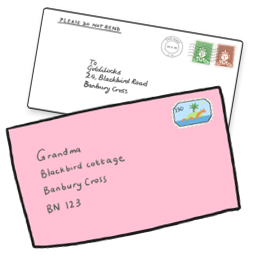 PLEASE DO NOT BEND
To
Goldilocks
24, Blackbird Road
Banbury Cross
Grandma
Blackbird cottage
Banbury Cross
BN 123